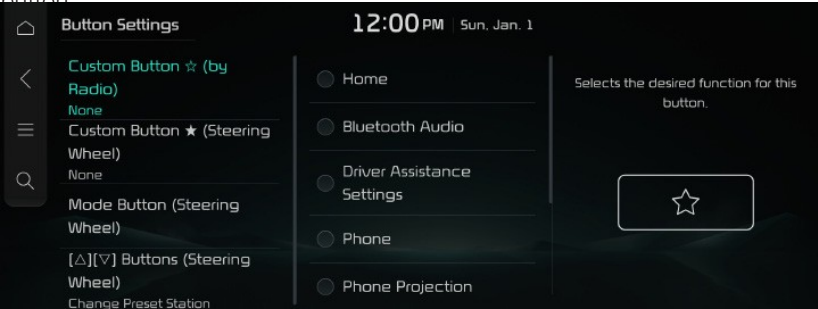 Button Settings
12:00 PM Sun, Jan. 1
Custom Button ☆ (by
Radio)
None
Custom Button ★ (Steering
Wheel)
None
Mode Button (Steering
Wheel)
[△][▽] Buttons (Steering
Wheel)
Change Preset Station
Home
Bluetooth Audio
Driver Assistance
Settings
Phone
Phone Projection
Selects the desired function for this
button.